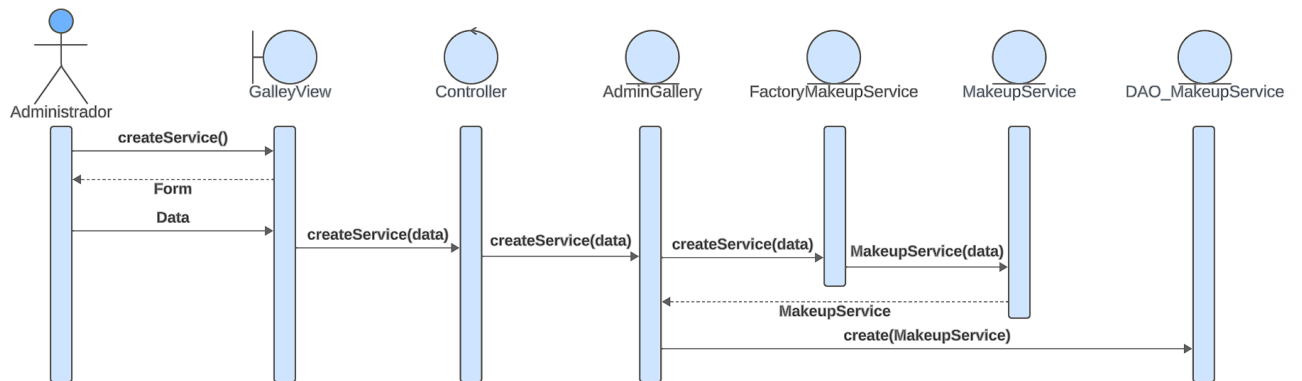 Administrador
GalleyView
Controller
AdminGallery
FactoryMakeupService
MakeupService
DAO_MakeupService
createService()
Form
Data
createService(data)
createService(data)
createService(data)
MakeupService(data)
MakeupService
create(MakeupService)